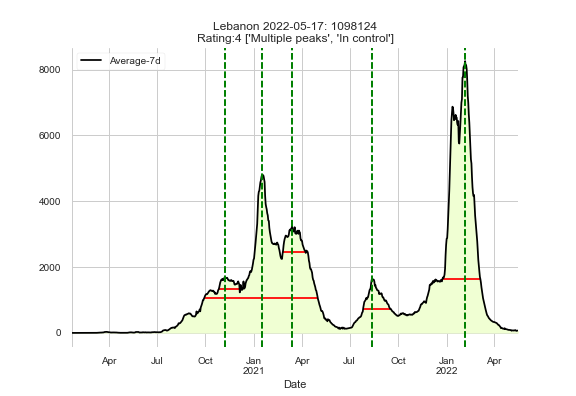 Lebanon 2022-05-17: 1098124
Rating:4 ['Multiple peaks', 'In control']
Average-7d
8000
6000
4000
2000
0
Apr Jul Oct Jan Apr Jul Oct Jan Apr
2021 2022
Date